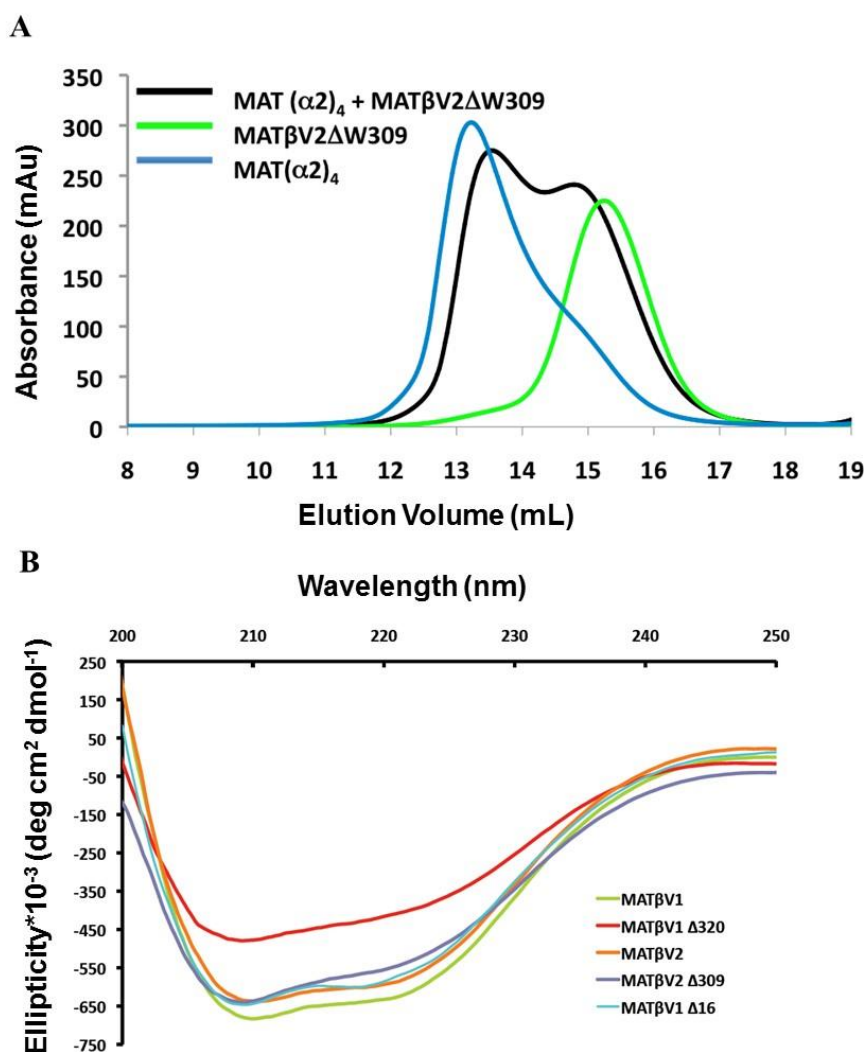 A
MAT (α2)₄ + MATβV2ΔW309
MATβV2ΔW309
MAT(α2)₄
Absorbance (mAu)
350
300
250
200
150
100
50
0
8 9 10 11 12 13 14 15 16 17 18 19
Elution Volume (mL)
B
Wavelength (nm)
200 210 220 230 240 250
Ellipticity*10⁻³ (deg cm² dmol⁻¹)
250
150
50
-50
-150
-250
-350
-450
-550
-650
-750
MATβV1
MATβV1 Δ320
MATβV2
MATβV2 Δ309
MATβV1 Δ16